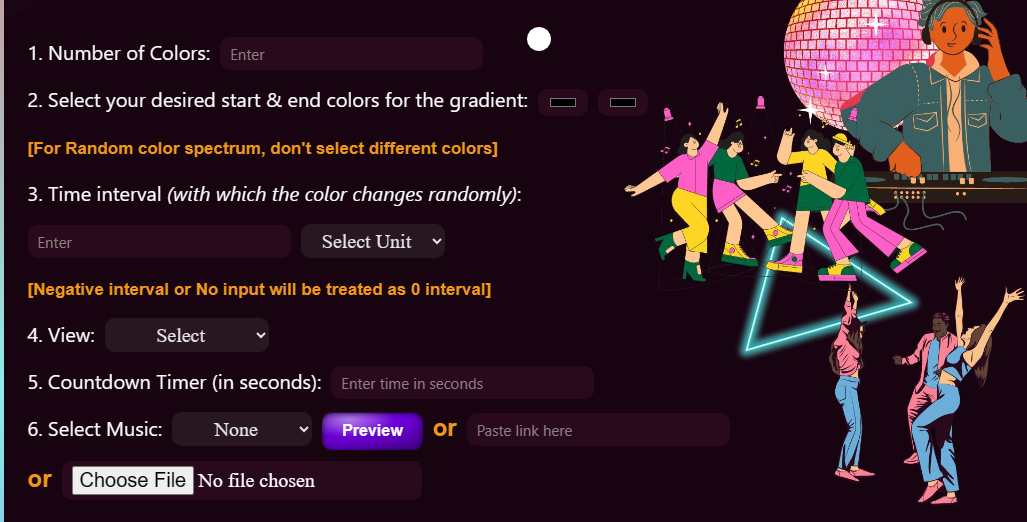 1. Number of Colors: Enter
2. Select your desired start & end colors for the gradient:
[For Random color spectrum, don't select different colors]
3. Time interval (with which the color changes randomly):
Enter Select Unit
[Negative interval or No input will be treated as 0 interval]
4. View: Select
5. Countdown Timer (in seconds): Enter time in seconds
6. Select Music: None Preview or Paste link here
or Choose File No file chosen